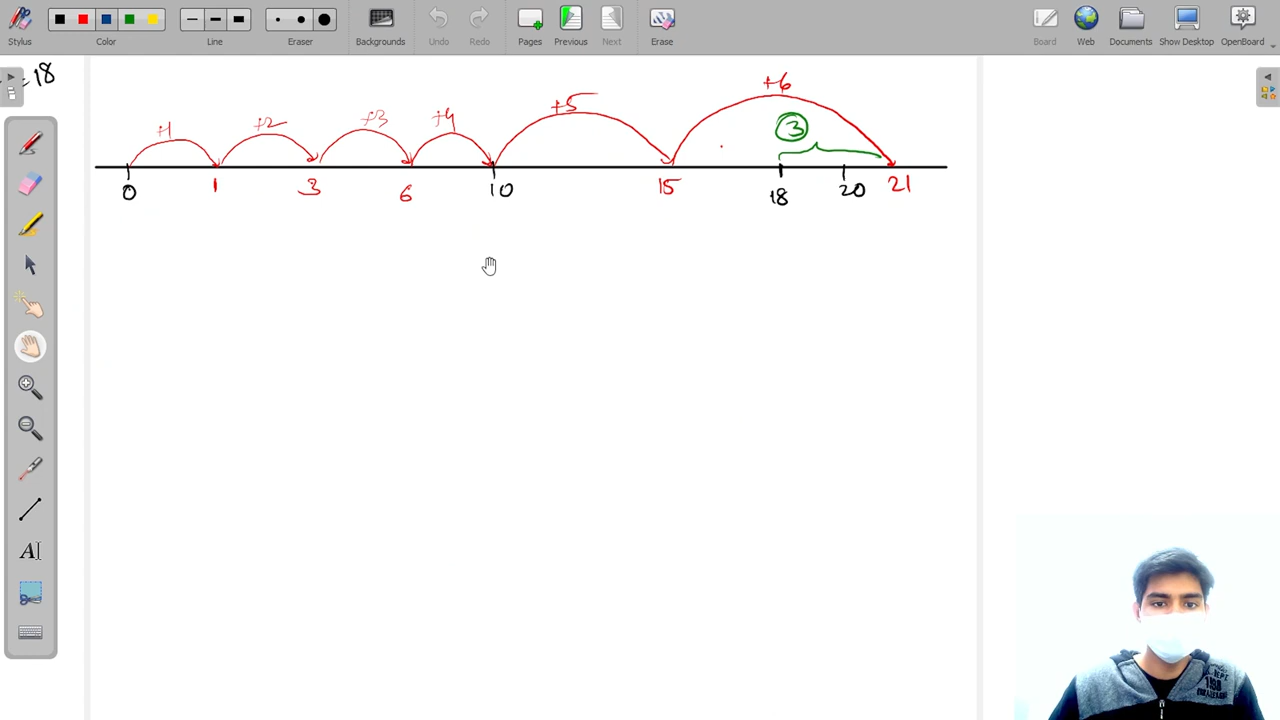 Stylus
Color
Line
Eraser
Backgrounds
Undo
Redo
Pages
Previous
Next
Erase
Board
Web
Documents
Show Desktop
OpenBoard
= 18
+1 +2 +3 +4 +5 +6
3
0 1 3 6 10 15 18 20 21
A